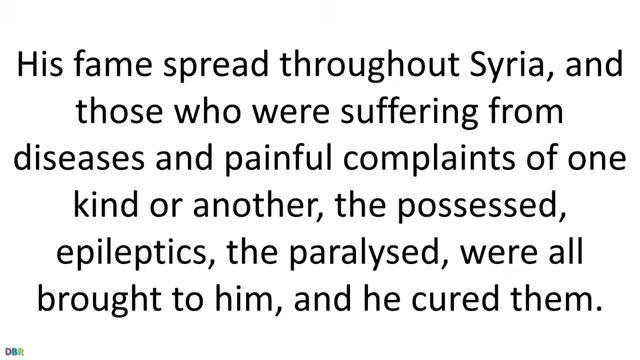 His fame spread throughout Syria, and
those who were suffering from
diseases and painful complaints of one
kind or another, the possessed,
epileptics, the paralysed, were all
brought to him, and he cured them.
DBR